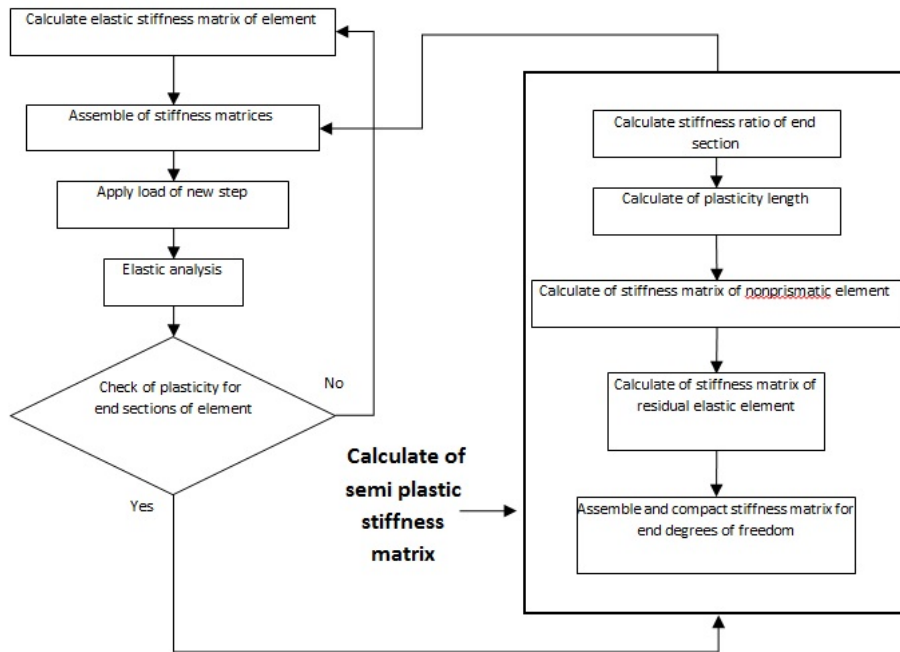 Calculate elastic stiffness matrix of element
Assemble of stiffness matrices
Apply load of new step
Elastic analysis
Check of plasticity for
end sections of element
No
Yes
Calculate of
semi plastic
stiffness
matrix
Calculate stiffness ratio of end
section
Calculate of plasticity length
Calculate of stiffness matrix of nonprismatic element
Calculate of stiffness matrix of
residual elastic element
Assemble and compact stiffness matrix for
end degrees of freedom